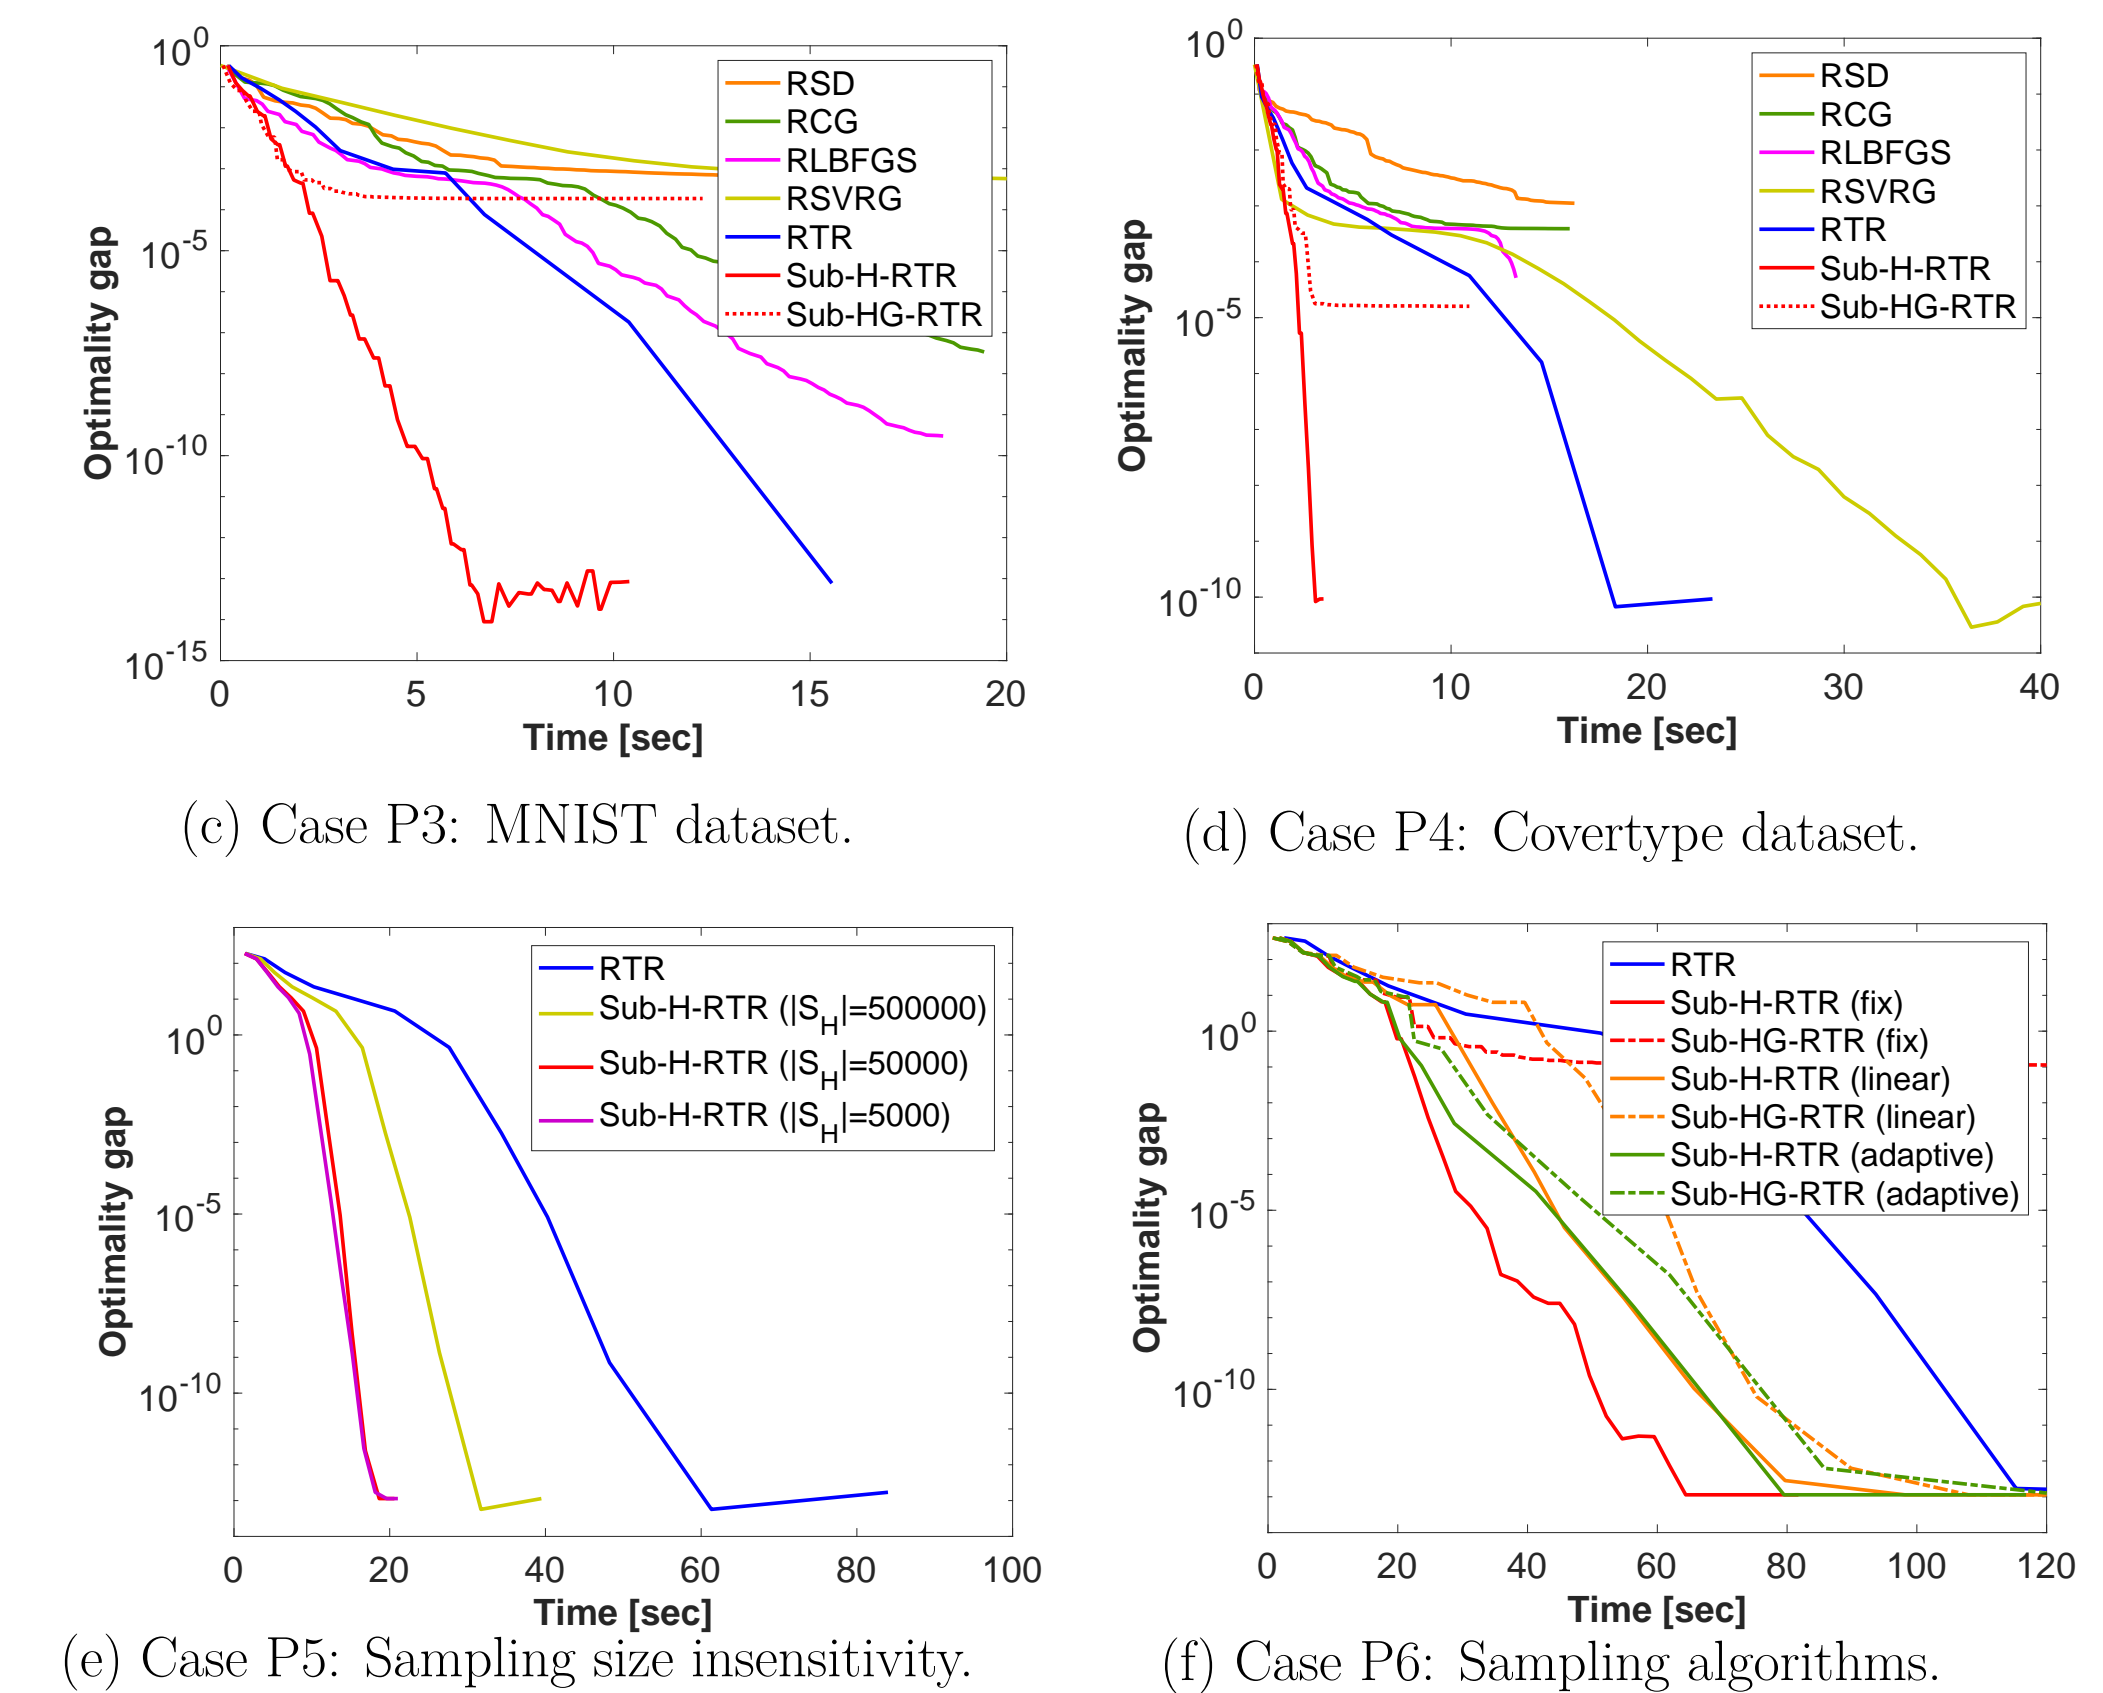 10^0
10^-5
10^-10
10^-15
Optimality gap
0 5 10 15 20
Time [sec]
RSD
RCG
RLBFGS
RSVRG
RTR
Sub-H-RTR
Sub-HG-RTR
(c) Case P3: MNIST dataset.
10^0
10^-5
10^-10
Optimality gap
0 10 20 30 40
Time [sec]
RSD
RCG
RLBFGS
RSVRG
RTR
Sub-H-RTR
Sub-HG-RTR
(d) Case P4: Covertype dataset.
10^0
10^-5
10^-10
Optimality gap
0 20 40 60 80 100
Time [sec]
RTR
Sub-H-RTR (|S_H|=500000)
Sub-H-RTR (|S_H|=50000)
Sub-H-RTR (|S_H|=5000)
(e) Case P5: Sampling size insensitivity.
10^0
10^-5
10^-10
Optimality gap
0 20 40 60 80 100 120
Time [sec]
RTR
Sub-H-RTR (fix)
Sub-HG-RTR (fix)
Sub-H-RTR (linear)
Sub-HG-RTR (linear)
Sub-H-RTR (adaptive)
Sub-HG-RTR (adaptive)
(f) Case P6: Sampling algorithms.